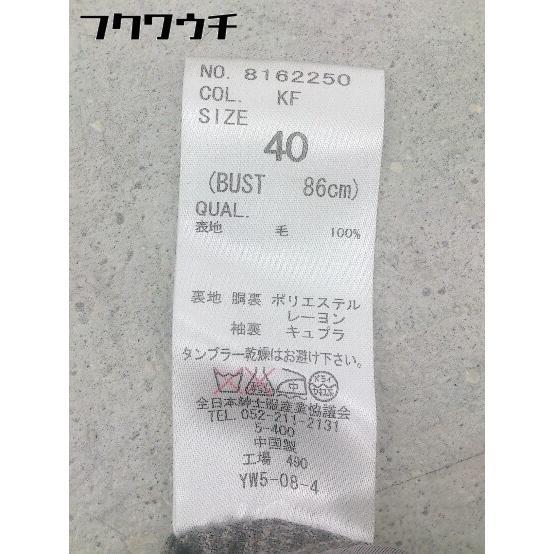 フクワウチ
NO. 8162250
COL. KF
SIZE
40
(BUST 86cm)
QUAL.
表地 毛 100%
裏地 胴裏 ポリエステル
レーヨン
袖裏 キュプラ
タンブラー乾燥はお避け下さい。
中 ドライ
全日本紳士服産業協議会
TEL. 052-211-2131
5-400
中国製
工場 490
YW5-08-4